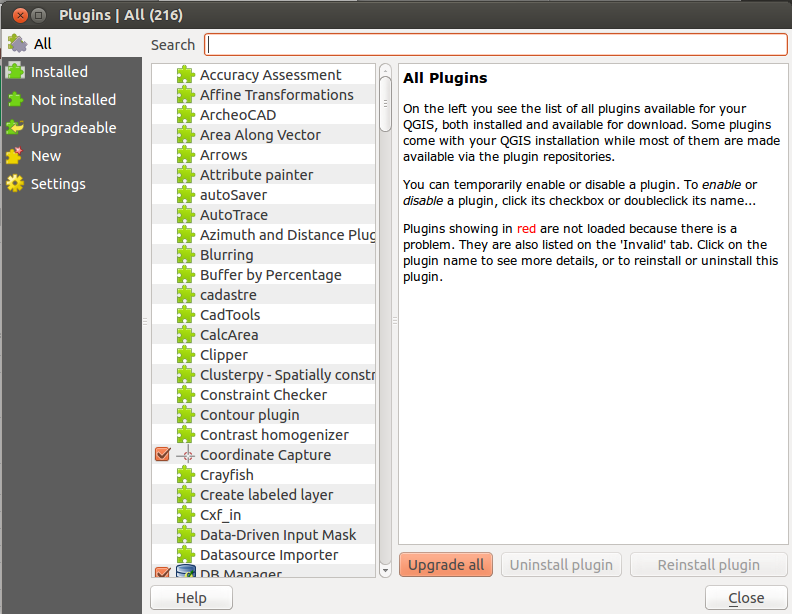 Plugins | All (216)
All
Installed
Not installed
Upgradeable
New
Settings
Search
Accuracy Assessment
Affine Transformations
ArcheoCAD
Area Along Vector
Arrows
Attribute painter
autoSaver
AutoTrace
Azimuth and Distance Plug
Blurring
Buffer by Percentage
cadastre
CadTools
CalcArea
Clipper
Clusterpy - Spatially constr
Constraint Checker
Contour plugin
Contrast homogenizer
Coordinate Capture
Crayfish
Create labeled layer
Cxf_in
Data-Driven Input Mask
Datasource Importer
DB Manager
All Plugins
On the left you see the list of all plugins available for your
QGIS, both installed and available for download. Some plugins
come with your QGIS installation while most of them are made
available via the plugin repositories.
You can temporarily enable or disable a plugin. To enable or
disable a plugin, click its checkbox or doubleclick its name...
Plugins showing in red are not loaded because there is a
problem. They are also listed on the 'Invalid' tab. Click on the
plugin name to see more details, or to reinstall or uninstall this
plugin.
Upgrade all
Uninstall plugin
Reinstall plugin
Help
Close